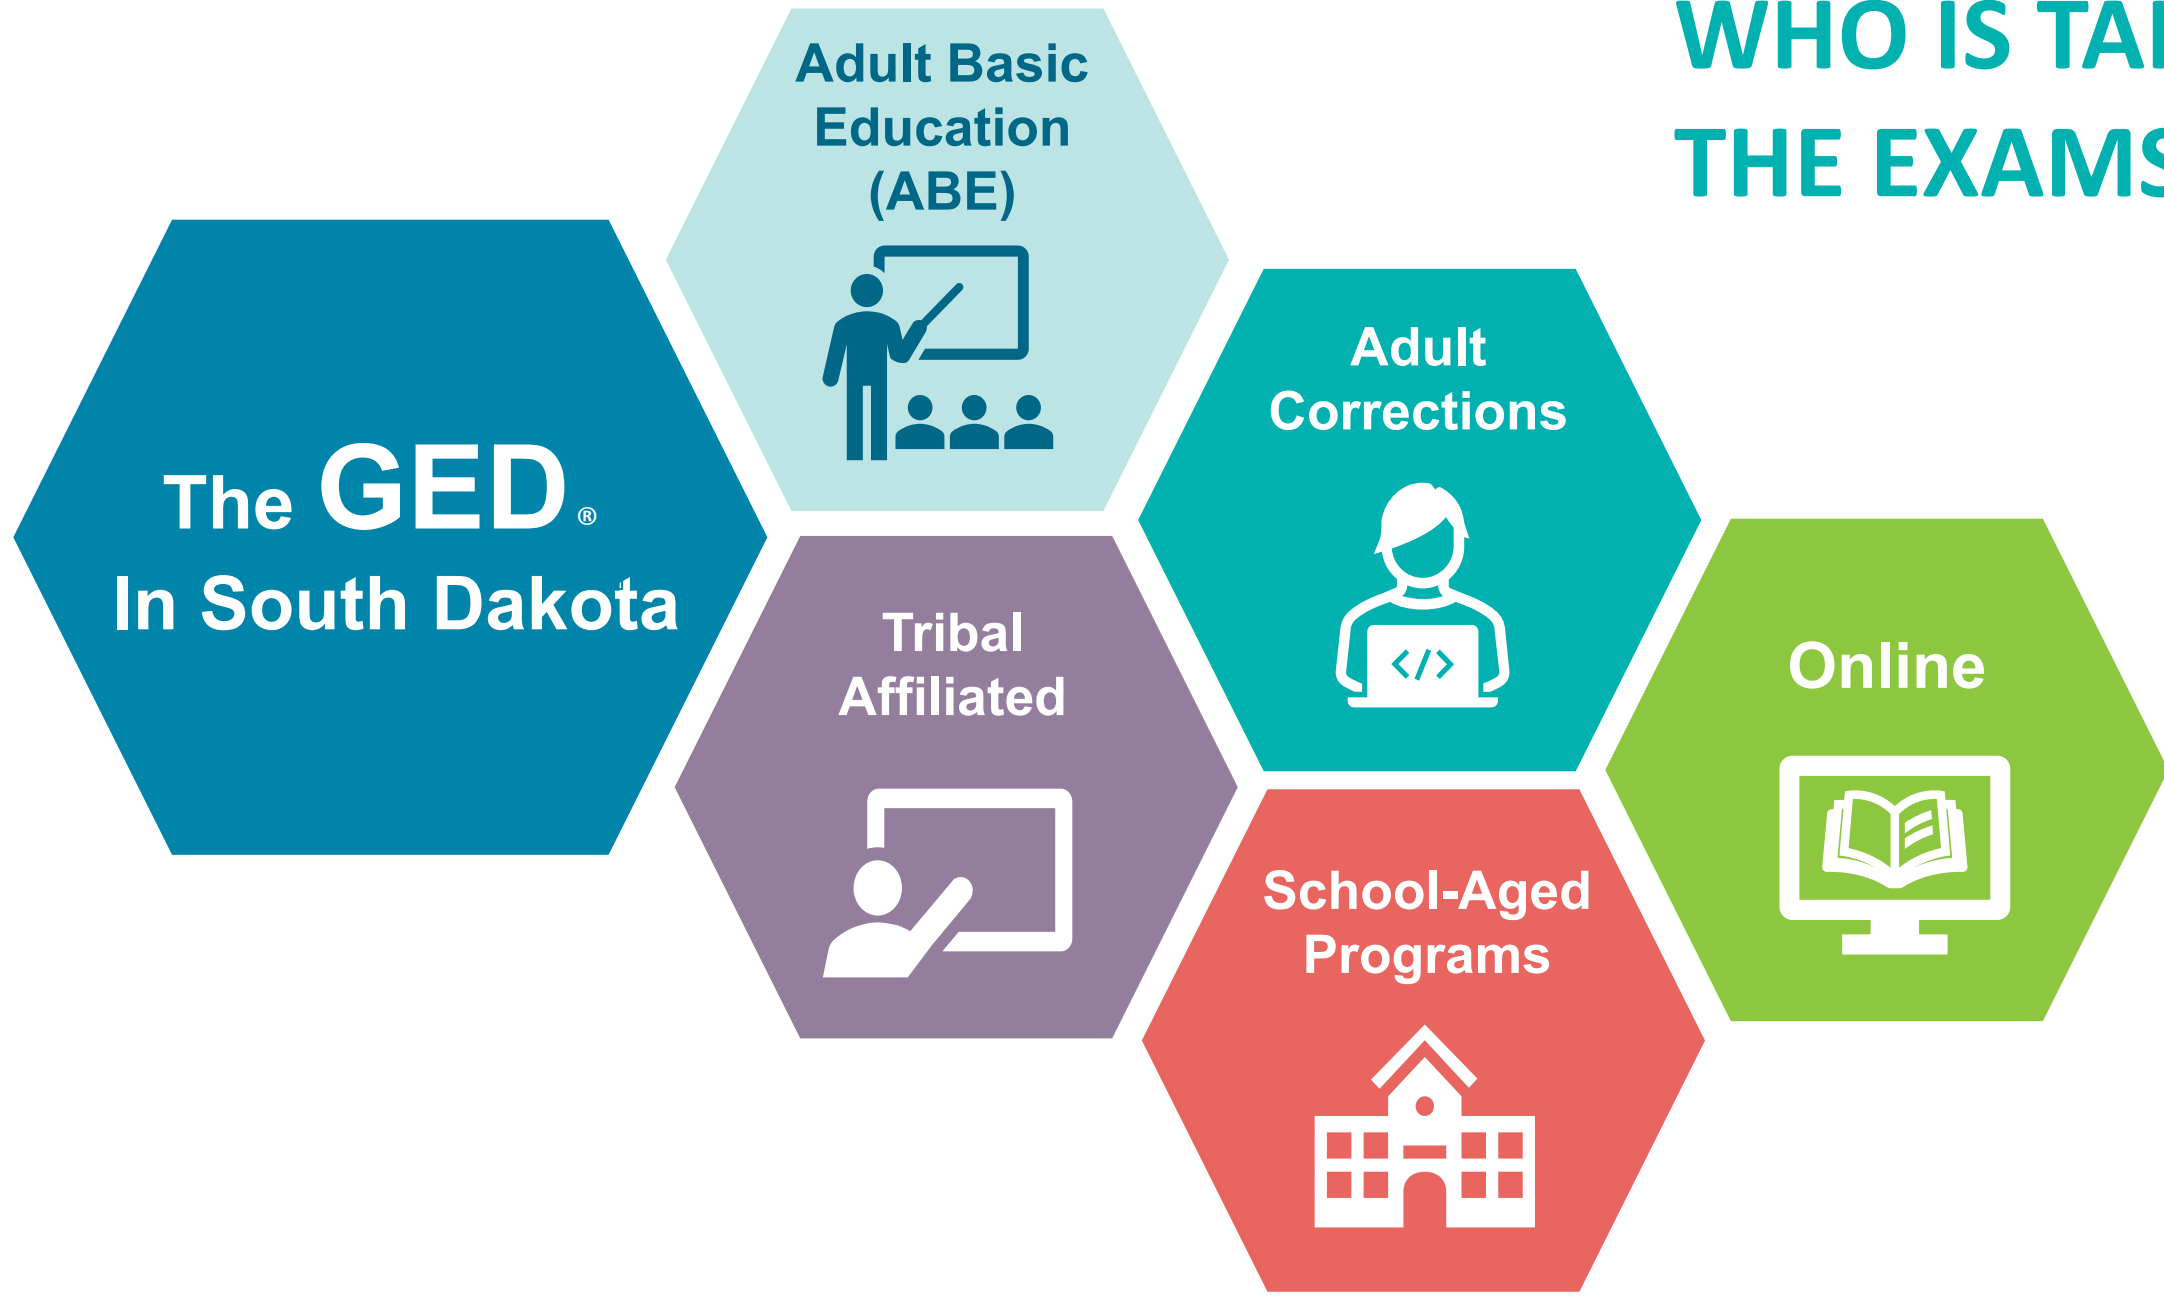 WHO IS
THE EXAMS
The GED®
In South Dakota
Adult Basic
Education
(ABE)
Tribal
Affiliated
Adult
Corrections
</>
School-Aged
Programs
Online